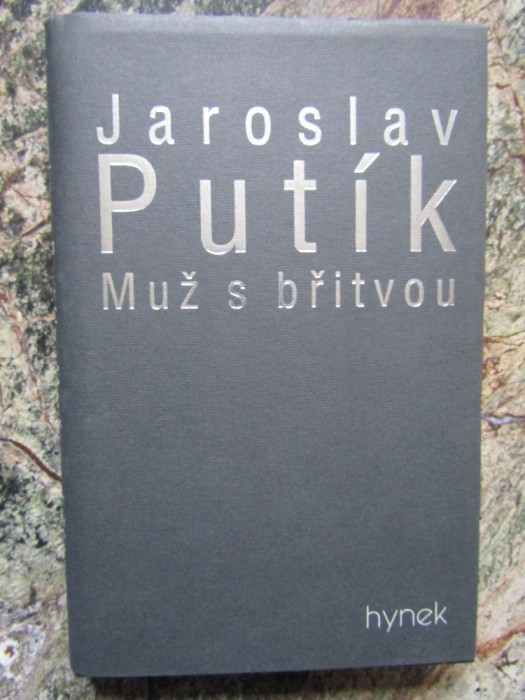 Jaroslav
Putík
Muž s břitvou
hynek